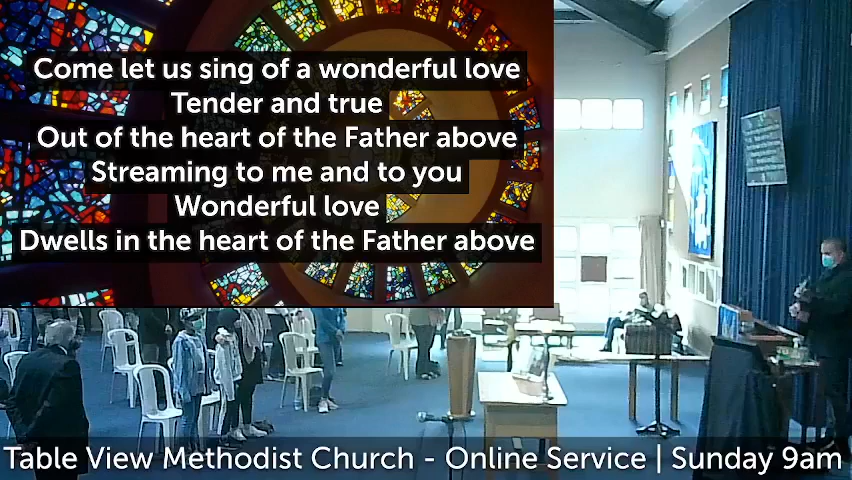 Come let us sing of a wonderful love
Tender and true
Out of the heart of the Father above
Streaming to me and to you
Wonderful love
Dwells in the heart of the Father above
Table View Methodist Church - Online Service | Sunday 9am